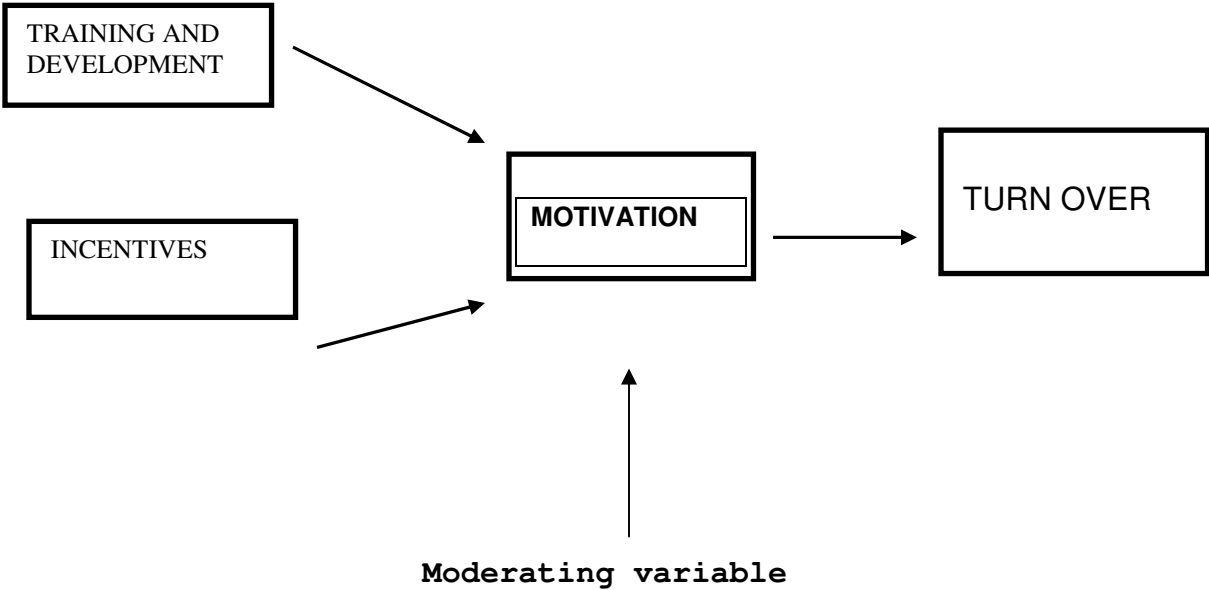 TRAINING AND
DEVELOPMENT
INCENTIVES
MOTIVATION
TURN OVER
Moderating variable